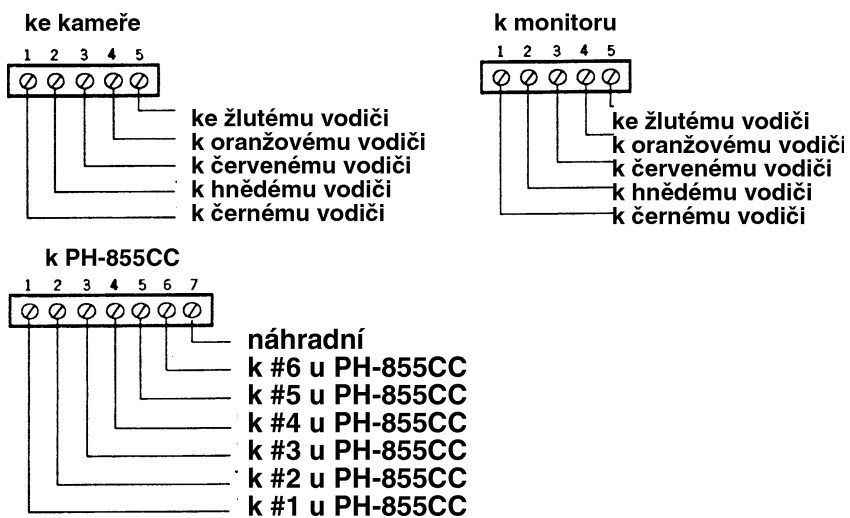 ke kameře
1 2 3 4 5
ke žlutému vodiči
k oranžovému vodiči
k červenému vodiči
k hnědému vodiči
k černému vodiči
k monitoru
1 2 3 4 5
ke žlutému vodiči
k oranžovému vodiči
k červenému vodiči
k hnědému vodiči
k černému vodiči
k PH-855CC
1 2 3 4 5 6 7
náhradní
k #6 u PH-855CC
k #5 u PH-855CC
k #4 u PH-855CC
k #3 u PH-855CC
k #2 u PH-855CC
k #1 u PH-855CC